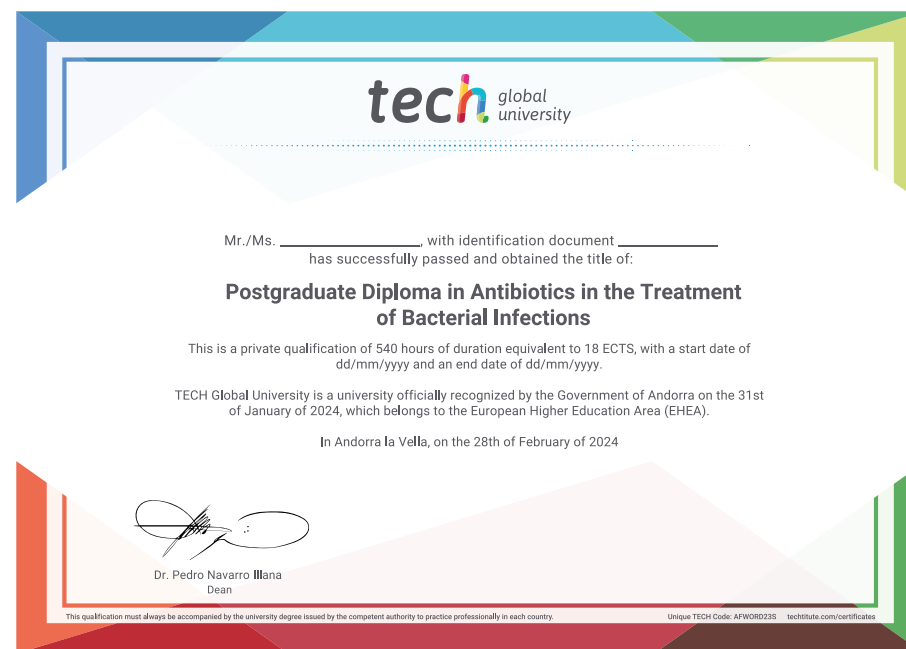 tech global university
Mr./Ms. ____________________, with identification document ______________
has successfully passed and obtained the title of:
Postgraduate Diploma in Antibiotics in the Treatment
of Bacterial Infections
This is a private qualification of 540 hours of duration equivalent to 18 ECTS, with a start date of
dd/mm/yyyy and an end date of dd/mm/yyyy.
TECH Global University is a university officially recognized by the Government of Andorra on the 31st
of January of 2024, which belongs to the European Higher Education Area (EHEA).
In Andorra la Vella, on the 28th of February of 2024
Dr. Pedro Navarro Illana
Dean
This qualification must always be accompanied by the university degree issued by the competent authority to practice professionally in each country. Unique TECH Code: AFWORD23S techtitute.com/certificates